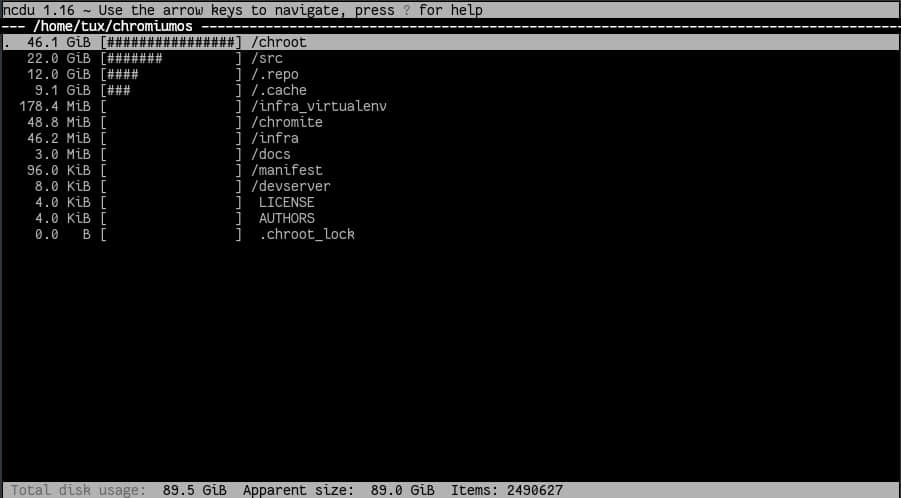 ncdu 1.16 ~ Use the arrow keys to navigate, press ? for help
--- /home/tux/chromiumos ----------------------------------------------------------------------------------------
. 46.1 GiB [################] /chroot
22.0 GiB [#######         ] /src
12.0 GiB [####            ] /.repo
9.1 GiB [###             ] /.cache
178.4 MiB [                ] /infra_virtualenv
48.8 MiB [                ] /chromite
46.2 MiB [                ] /infra
3.0 MiB [                ] /docs
96.0 KiB [                ] /manifest
8.0 KiB [                ] /devserver
4.0 KiB [                ]  LICENSE
4.0 KiB [                ]  AUTHORS
0.0   B [                ]  .chroot_lock
Total disk usage:  89.5 GiB  Apparent size:  89.0 GiB  Items: 2490627